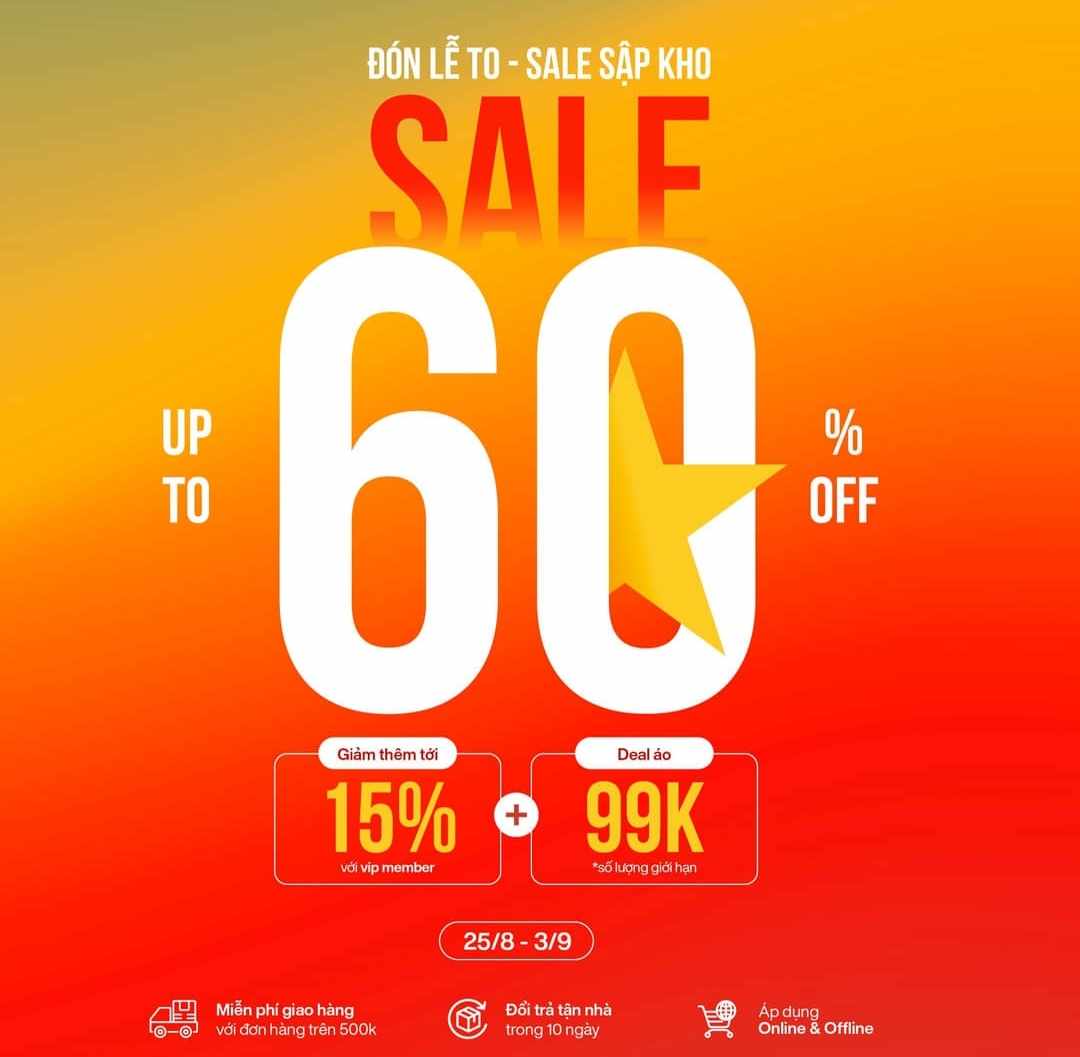 ĐÓN LỄ TO - SALE SẬP KHO
SALE
UP
TO
60
%
OFF
Giảm thêm tới
15%
với vip member
+
Deal áo
99K
*số lượng giới hạn
25/8 - 3/9
Miễn phí giao hàng
với đơn hàng trên 500k
Đổi trả tận nhà
trong 10 ngày
Áp dụng
Online & Offline